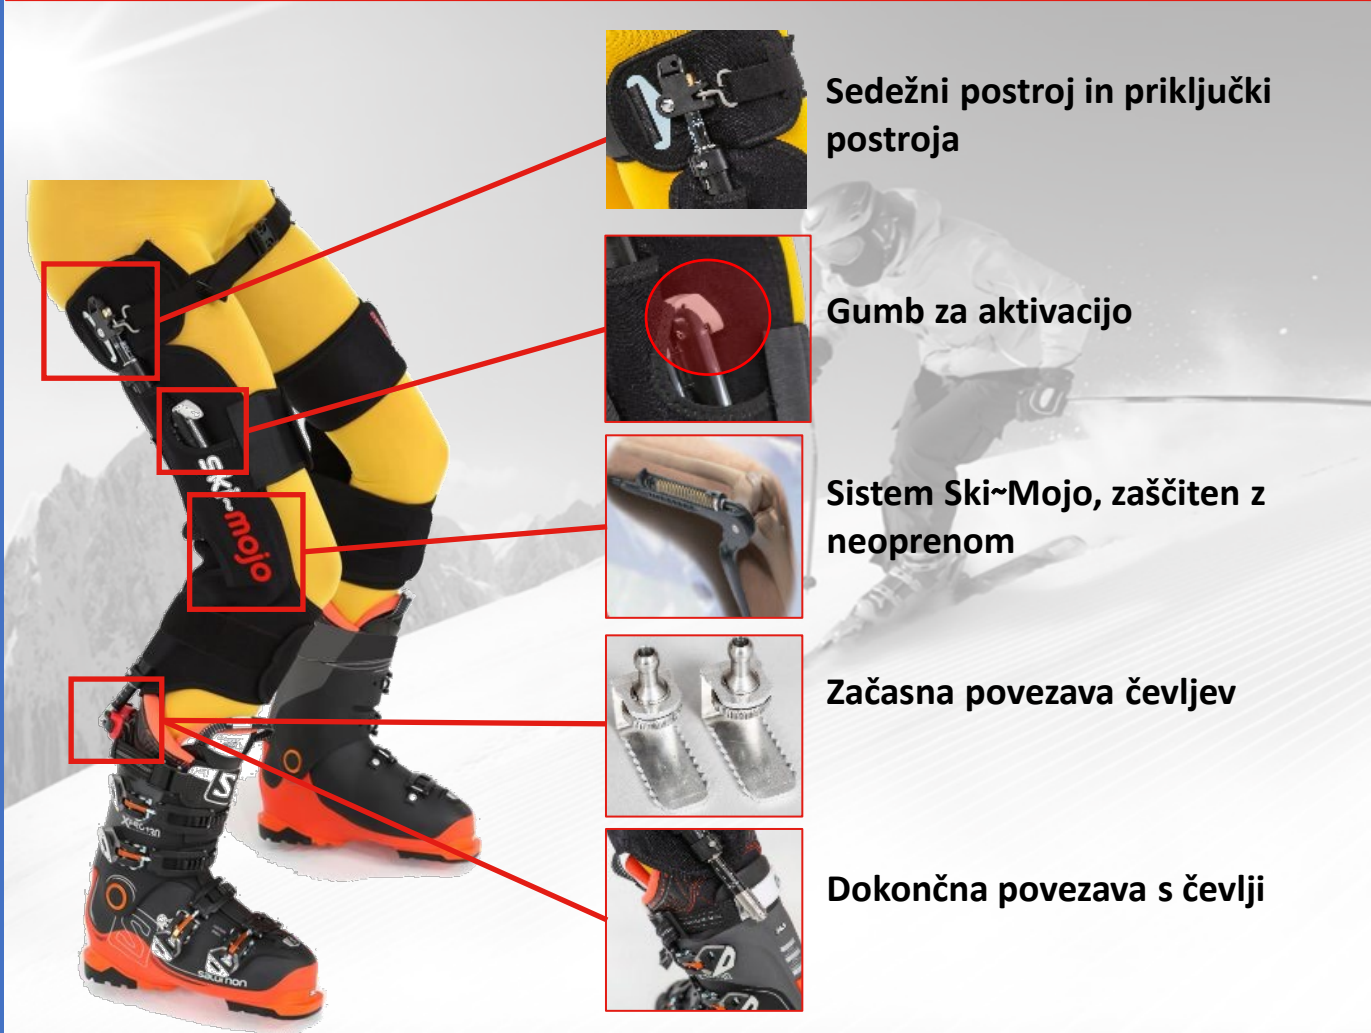 Sedežni postroj in priključki
postroja
Gumb za aktivacijo
ski~mojo
Sistem Ski~Mojo, zaščiten z
neoprenom
Začasna povezava čevljev
Dokončna povezava s čevlji
salomon